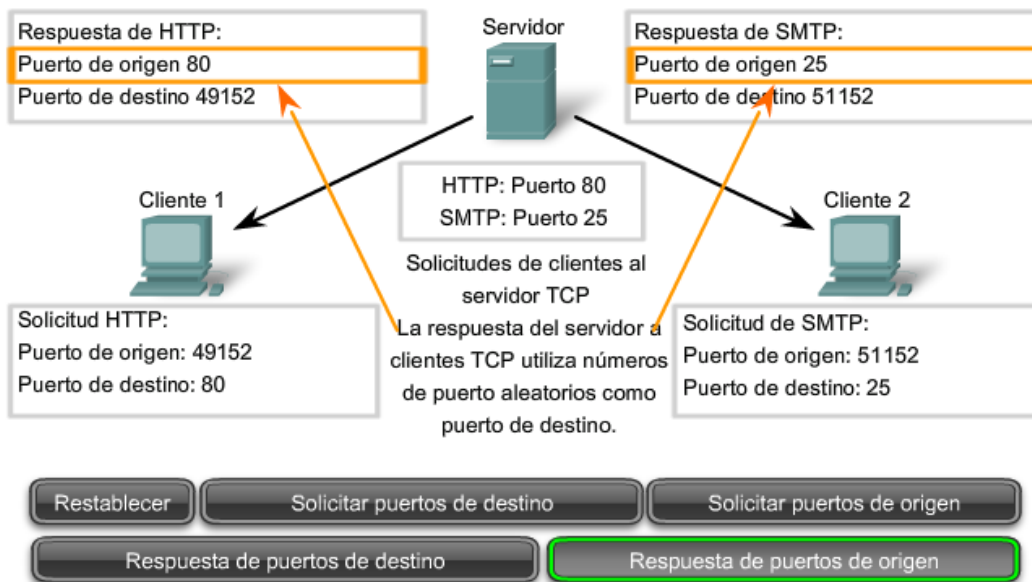 Respuesta de HTTP:
Puerto de origen 80
Puerto de destino 49152
Servidor
Respuesta de SMTP:
Puerto de origen 25
Puerto de destino 51152
HTTP: Puerto 80
SMTP: Puerto 25
Cliente 1
Cliente 2
Solicitudes de clientes al
servidor TCP
La respuesta del servidor a
clientes TCP utiliza números
de puerto aleatorios como
puerto de destino.
Solicitud HTTP:
Puerto de origen: 49152
Puerto de destino: 80
Solicitud de SMTP:
Puerto de origen: 51152
Puerto de destino: 25
Restablecer
Solicitar puertos de destino
Solicitar puertos de origen
Respuesta de puertos de destino
Respuesta de puertos de origen